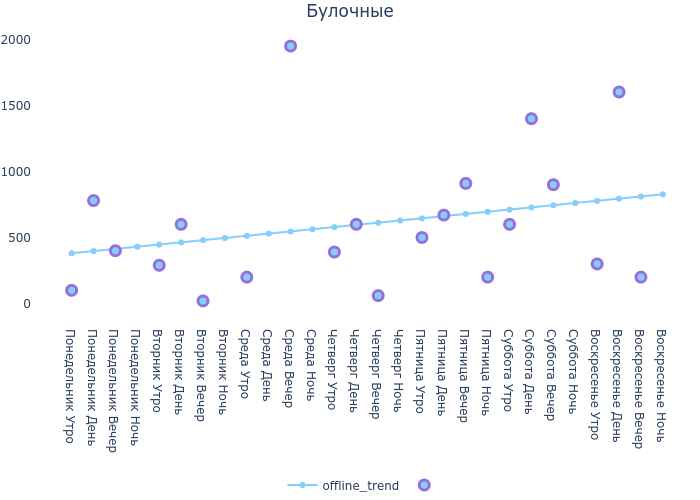 Булочные
2000
1500
1000
500
0
Понедельник Утро
Понедельник День
Понедельник Вечер
Понедельник Ночь
Вторник Утро
Вторник День
Вторник Вечер
Вторник Ночь
Среда Утро
Среда День
Среда Вечер
Среда Ночь
Четверг Утро
Четверг День
Четверг Вечер
Четверг Ночь
Пятница Утро
Пятница День
Пятница Вечер
Пятница Ночь
Суббота Утро
Суббота День
Суббота Вечер
Суббота Ночь
Воскресенье Утро
Воскресенье День
Воскресенье Вечер
Воскресенье Ночь
offline_trend